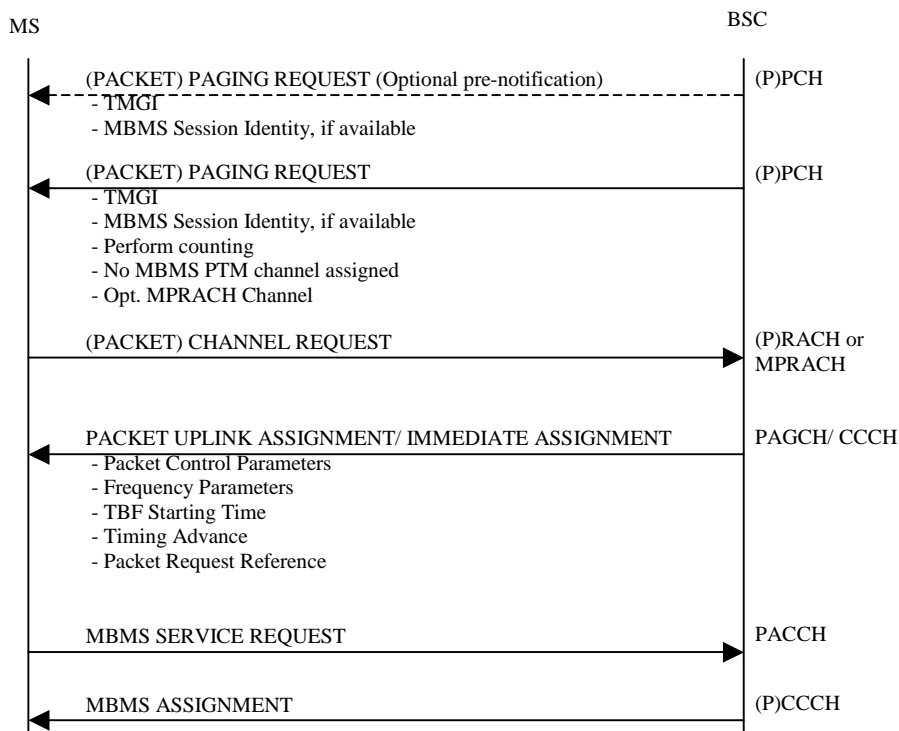 MS
BSC
(PACKET) PAGING REQUEST (Optional pre-notification)
(P)PCH
- TMGI
- MBMS Session Identity, if available
(PACKET) PAGING REQUEST
(P)PCH
- TMGI
- MBMS Session Identity, if available
- Perform counting
- No MBMS PTM channel assigned
- Opt. MPRACH Channel
(PACKET) CHANNEL REQUEST
(P)RACH or
MPRACH
PACKET UPLINK ASSIGNMENT/ IMMEDIATE ASSIGNMENT
PAGCH/ CCCH
- Packet Control Parameters
- Frequency Parameters
- TBF Starting Time
- Timing Advance
- Packet Request Reference
MBMS SERVICE REQUEST
PACCH
MBMS ASSIGNMENT
(P)CCCH